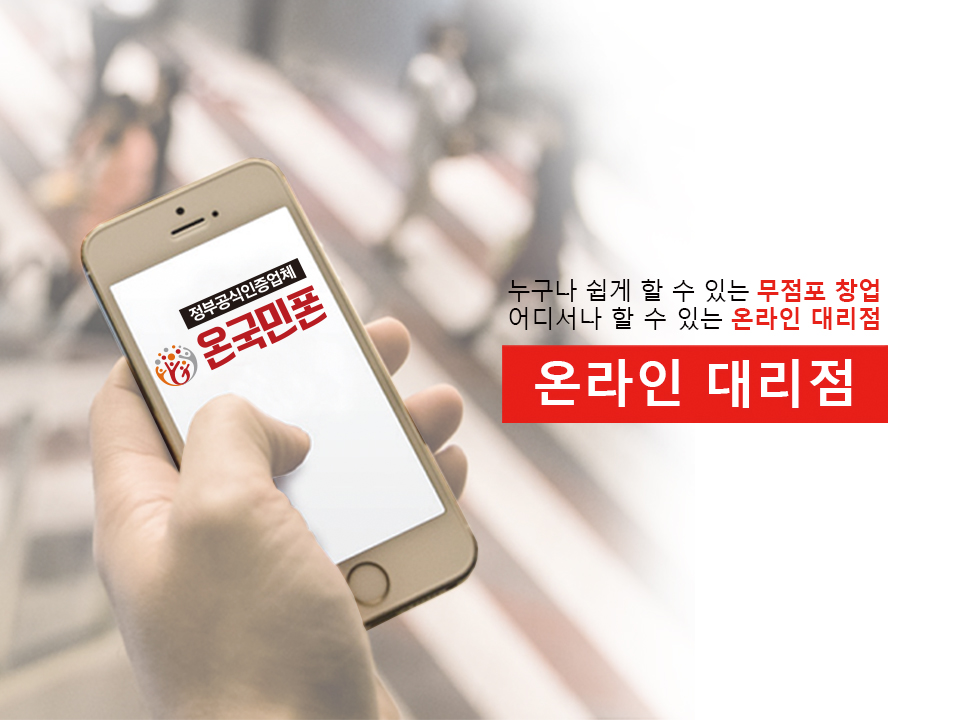 정부공식인증업체
온국민폰
누구나 쉽게 할 수 있는 무점포 창업
어디서나 할 수 있는 온라인 대리점
온라인 대리점